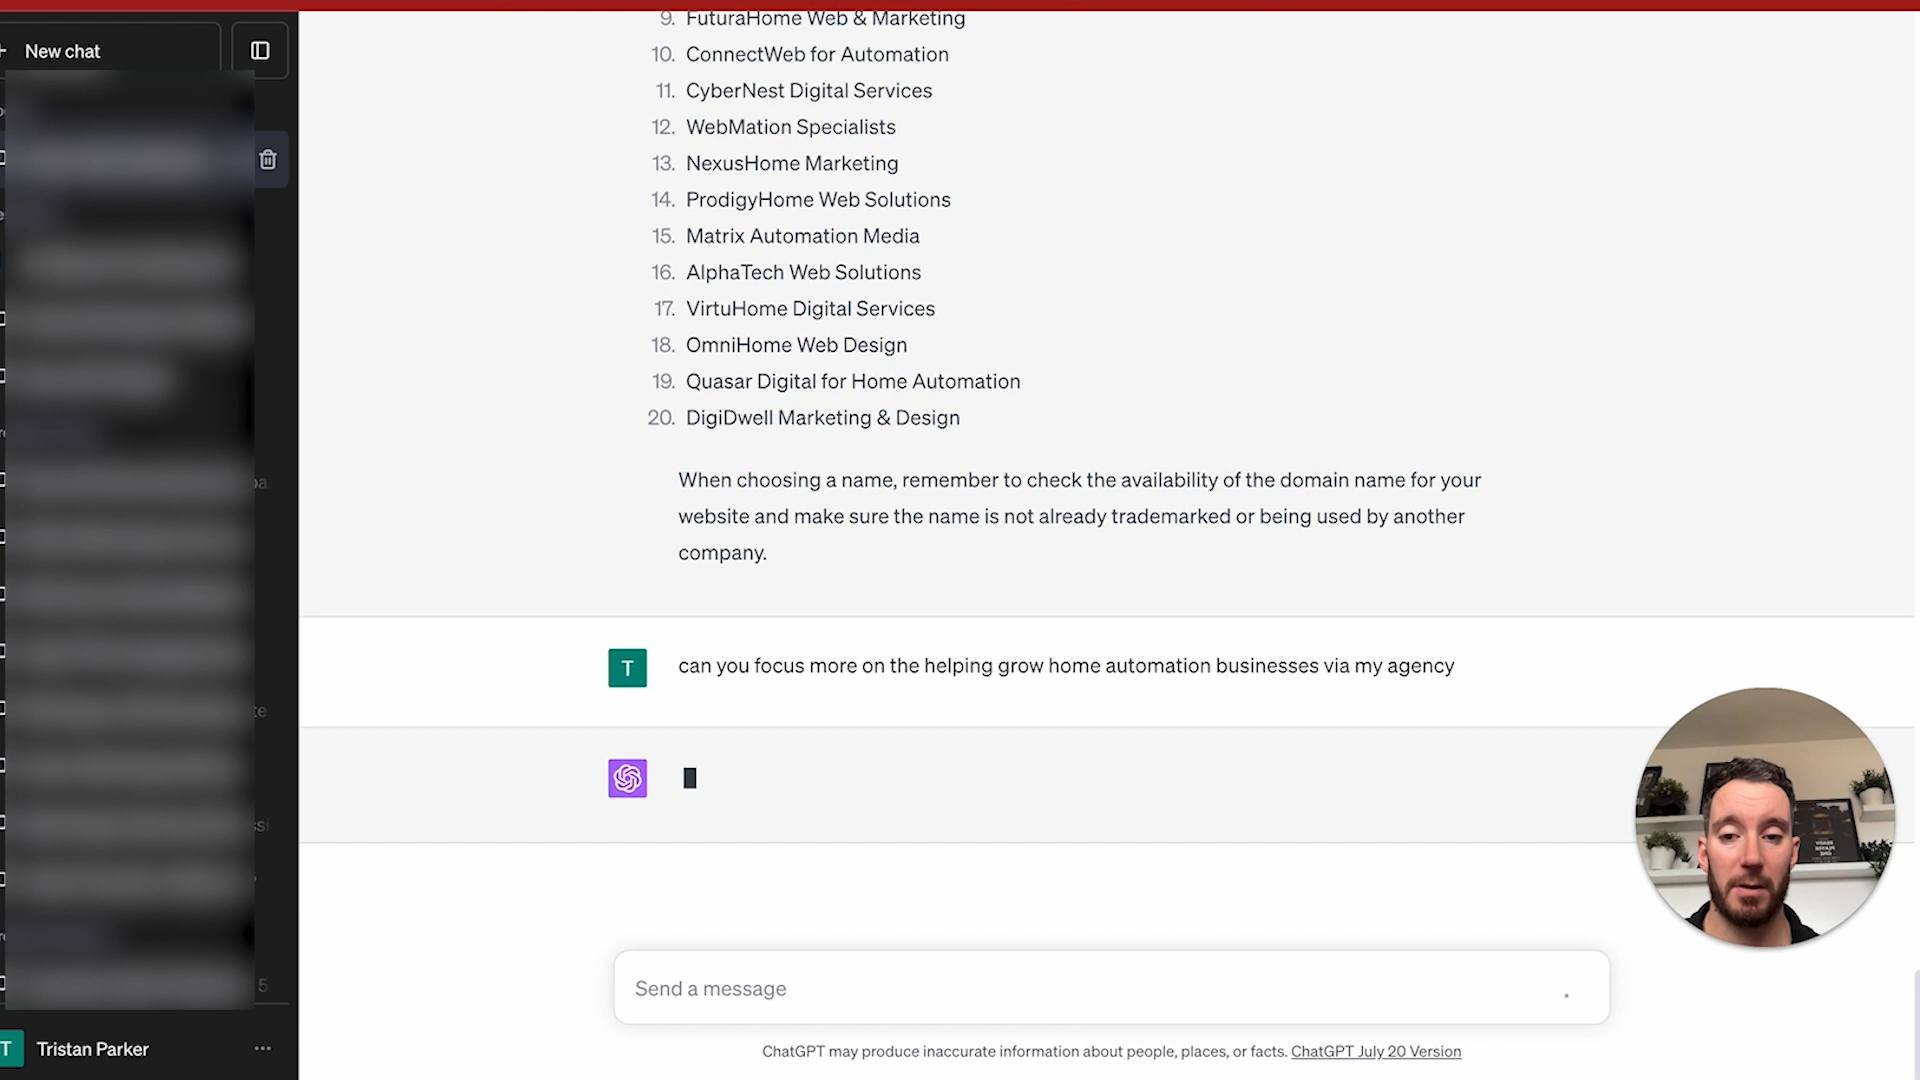 New chat
9. FuturaHome Web & Marketing
10. ConnectWeb for Automation
11. CyberNest Digital Services
12. WebMation Specialists
13. NexusHome Marketing
14. ProdigyHome Web Solutions
15. Matrix Automation Media
16. AlphaTech Web Solutions
17. VirtuHome Digital Services
18. OmniHome Web Design
19. Quasar Digital for Home Automation
20. DigiDwell Marketing & Design
When choosing a name, remember to check the availability of the domain name for your
website and make sure the name is not already trademarked or being used by another
company.
T
can you focus more on the helping grow home automation businesses via my agency
Send a message
ChatGPT may produce inaccurate information about people, places, or facts. ChatGPT July 20 Version
T
Tristan Parker